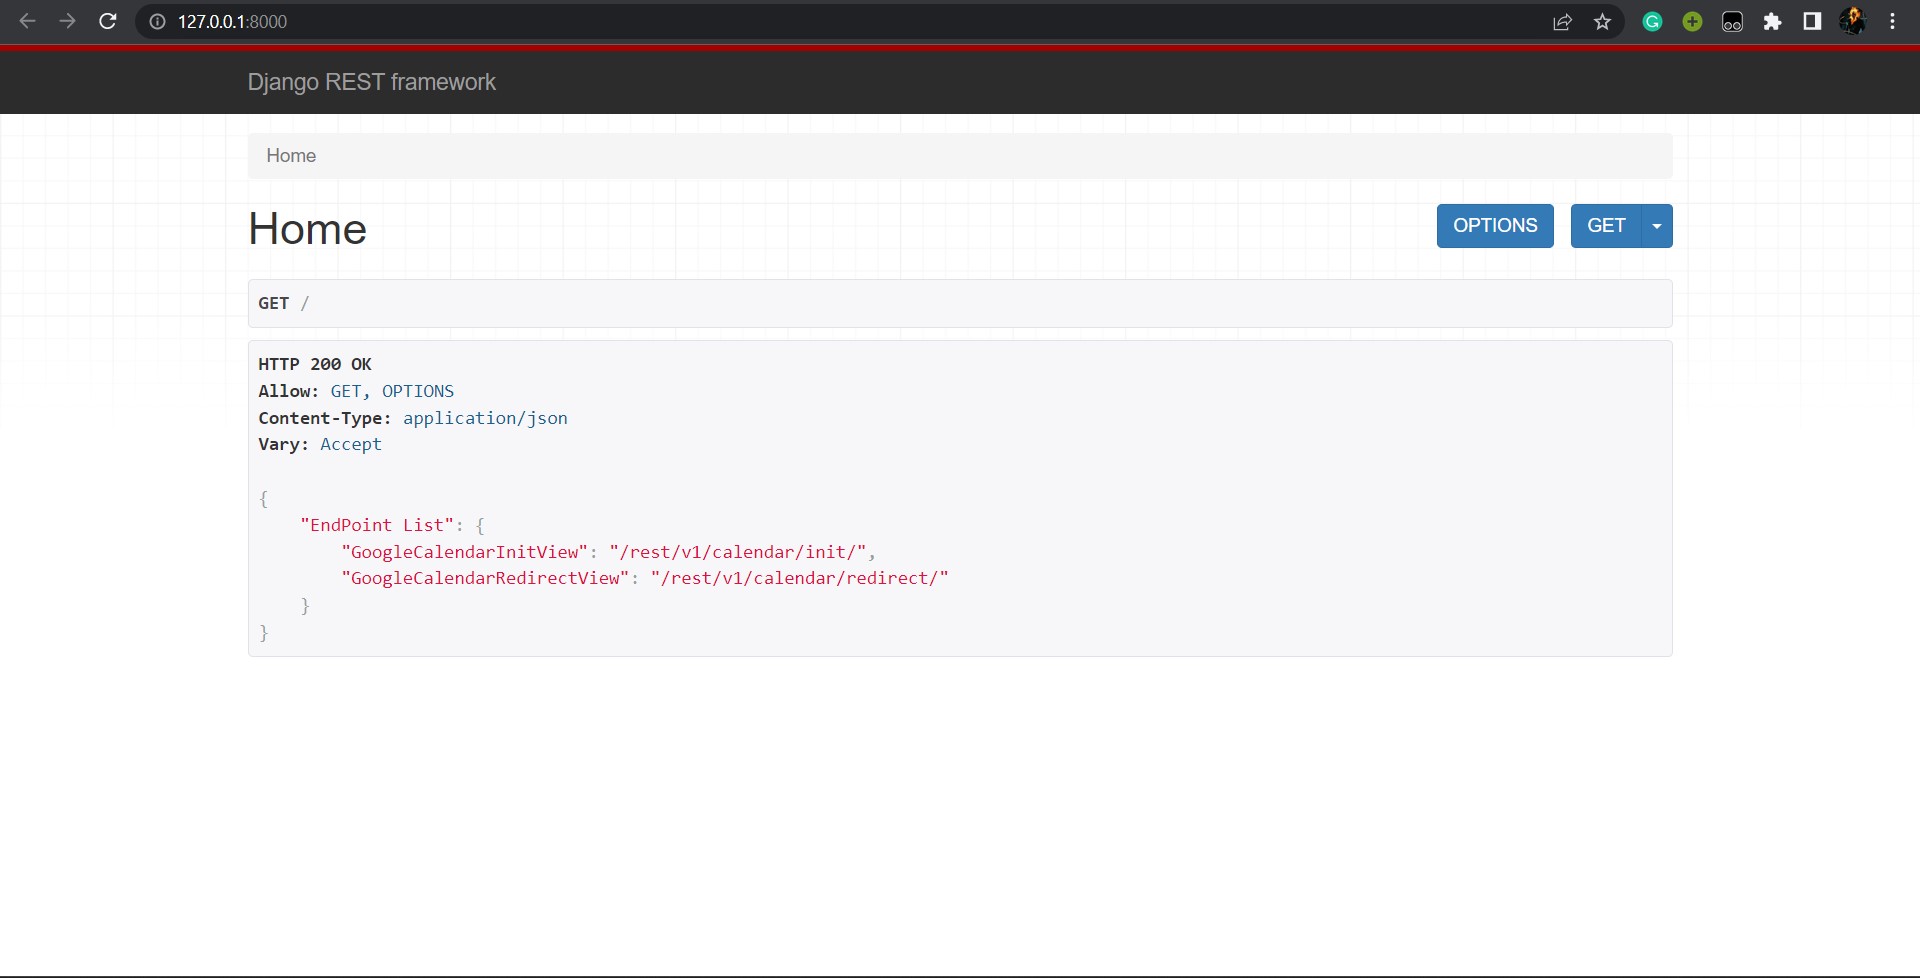 127.0.0.1:8000
Django REST framework
Home
Home
OPTIONS
GET
GET /
HTTP 200 OK
Allow: GET, OPTIONS
Content-Type: application/json
Vary: Accept
{
    "EndPoint List": {
        "GoogleCalendarInitView": "/rest/v1/calendar/init/",
        "GoogleCalendarRedirectView": "/rest/v1/calendar/redirect/"
    }
}